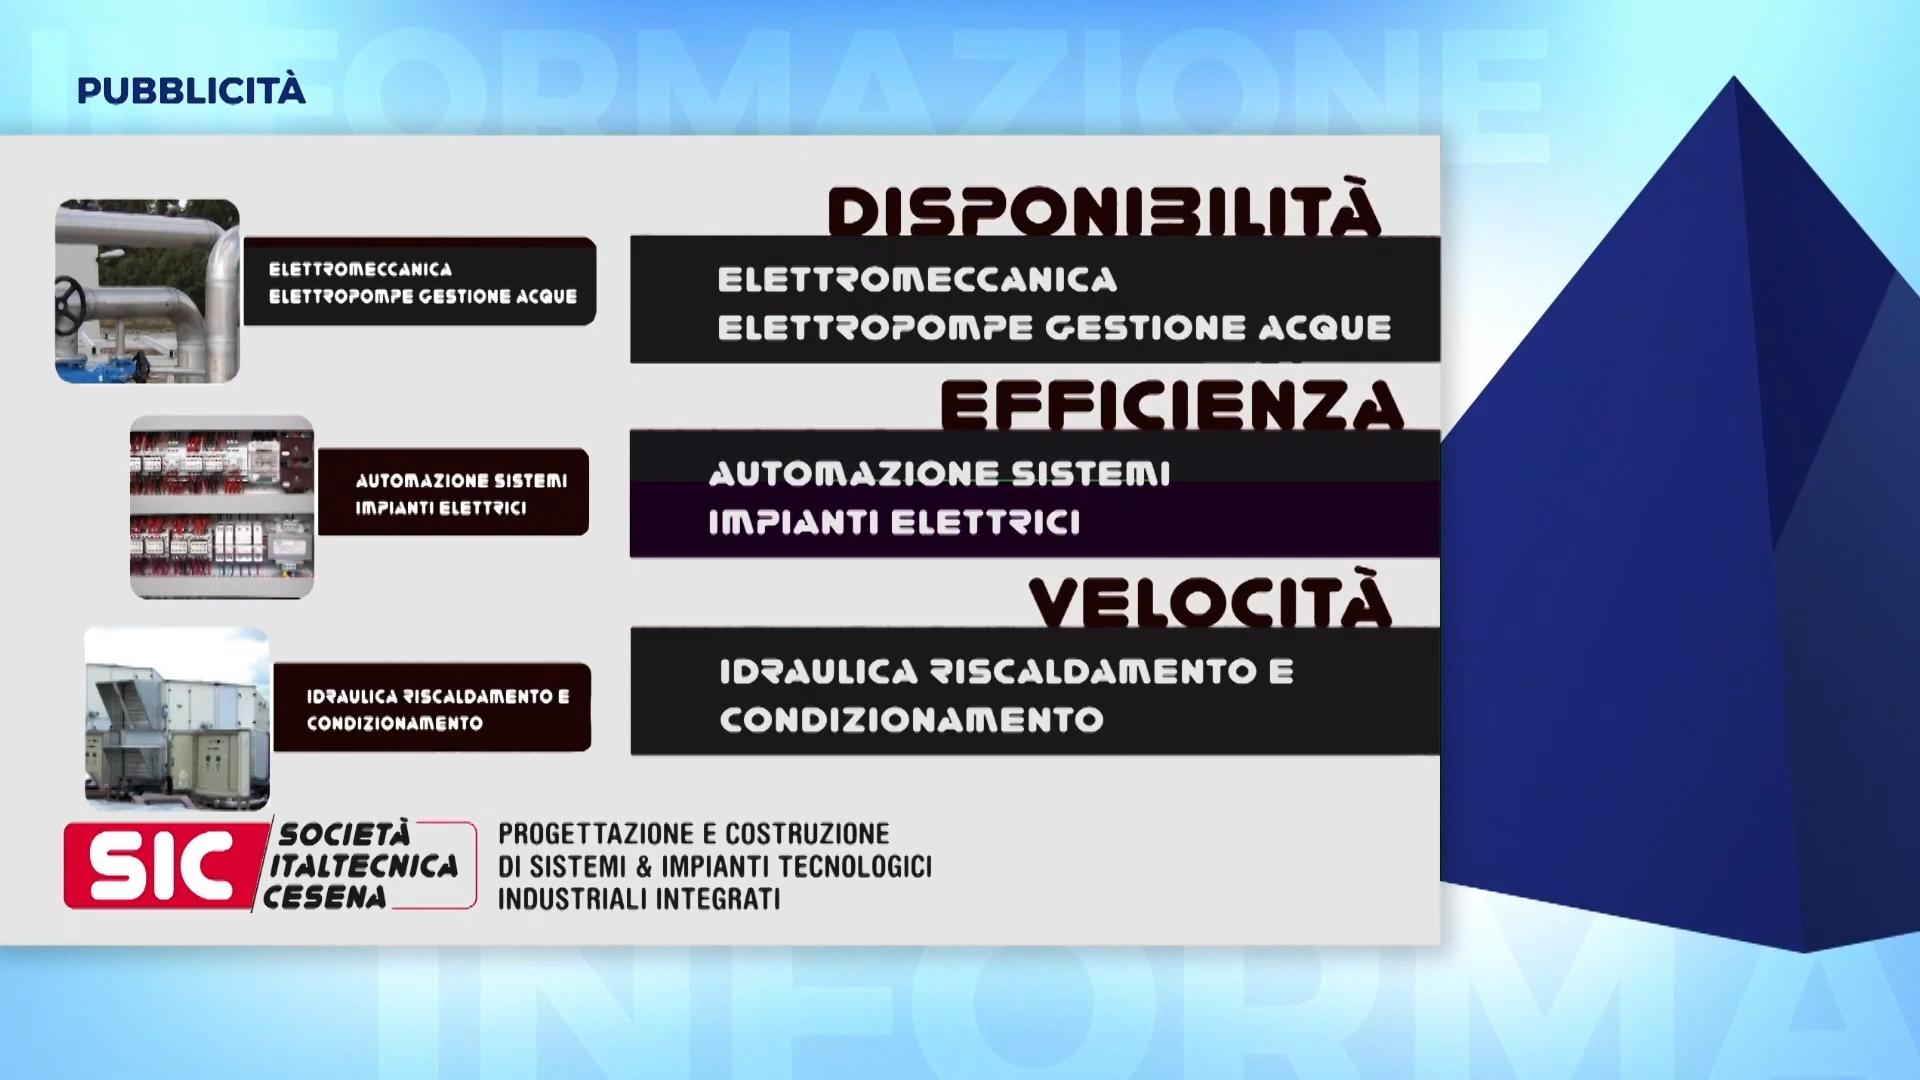 INFORMAZIONE
PUBBLICITÀ
DISPONIBILITÀ
ELETTROMECCANICA
ELETTROPOMPE GESTIONE ACQUE
ELETTROMECCANICA
ELETTROPOMPE GESTIONE ACQUE
EFFICIENZA
AUTOMAZIONE SISTEMI
IMPIANTI ELETTRICI
AUTOMAZIONE SISTEMI
IMPIANTI ELETTRICI
VELOCITÀ
IDRAULICA RISCALDAMENTO E
CONDIZIONAMENTO
IDRAULICA RISCALDAMENTO E
CONDIZIONAMENTO
SIC
SOCIETÀ
ITALTECNICA
CESENA
PROGETTAZIONE E COSTRUZIONE
DI SISTEMI & IMPIANTI TECNOLOGICI
INDUSTRIALI INTEGRATI
INFORMA